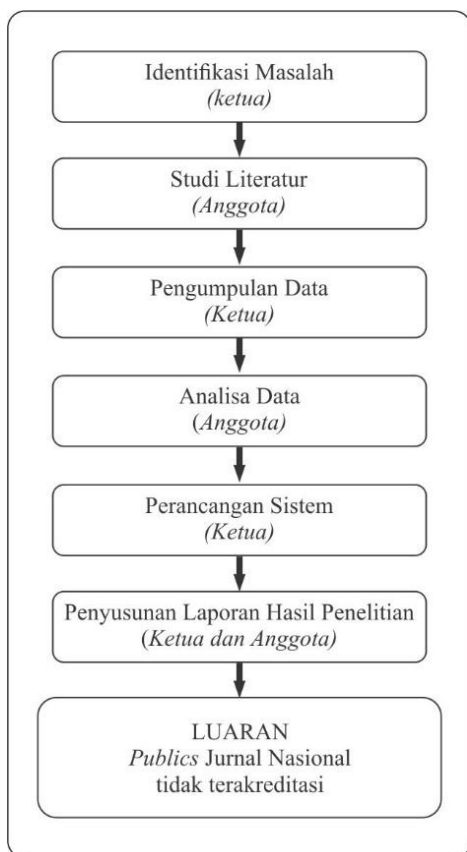 Identifikasi Masalah
(ketua)
Studi Literatur
(Anggota)
Pengumpulan Data
(Ketua)
Analisa Data
(Anggota)
Perancangan Sistem
(Ketua)
Penyusunan Laporan Hasil Penelitian
(Ketua dan Anggota)
LUARAN
Publics Jurnal Nasional
tidak terakreditasi